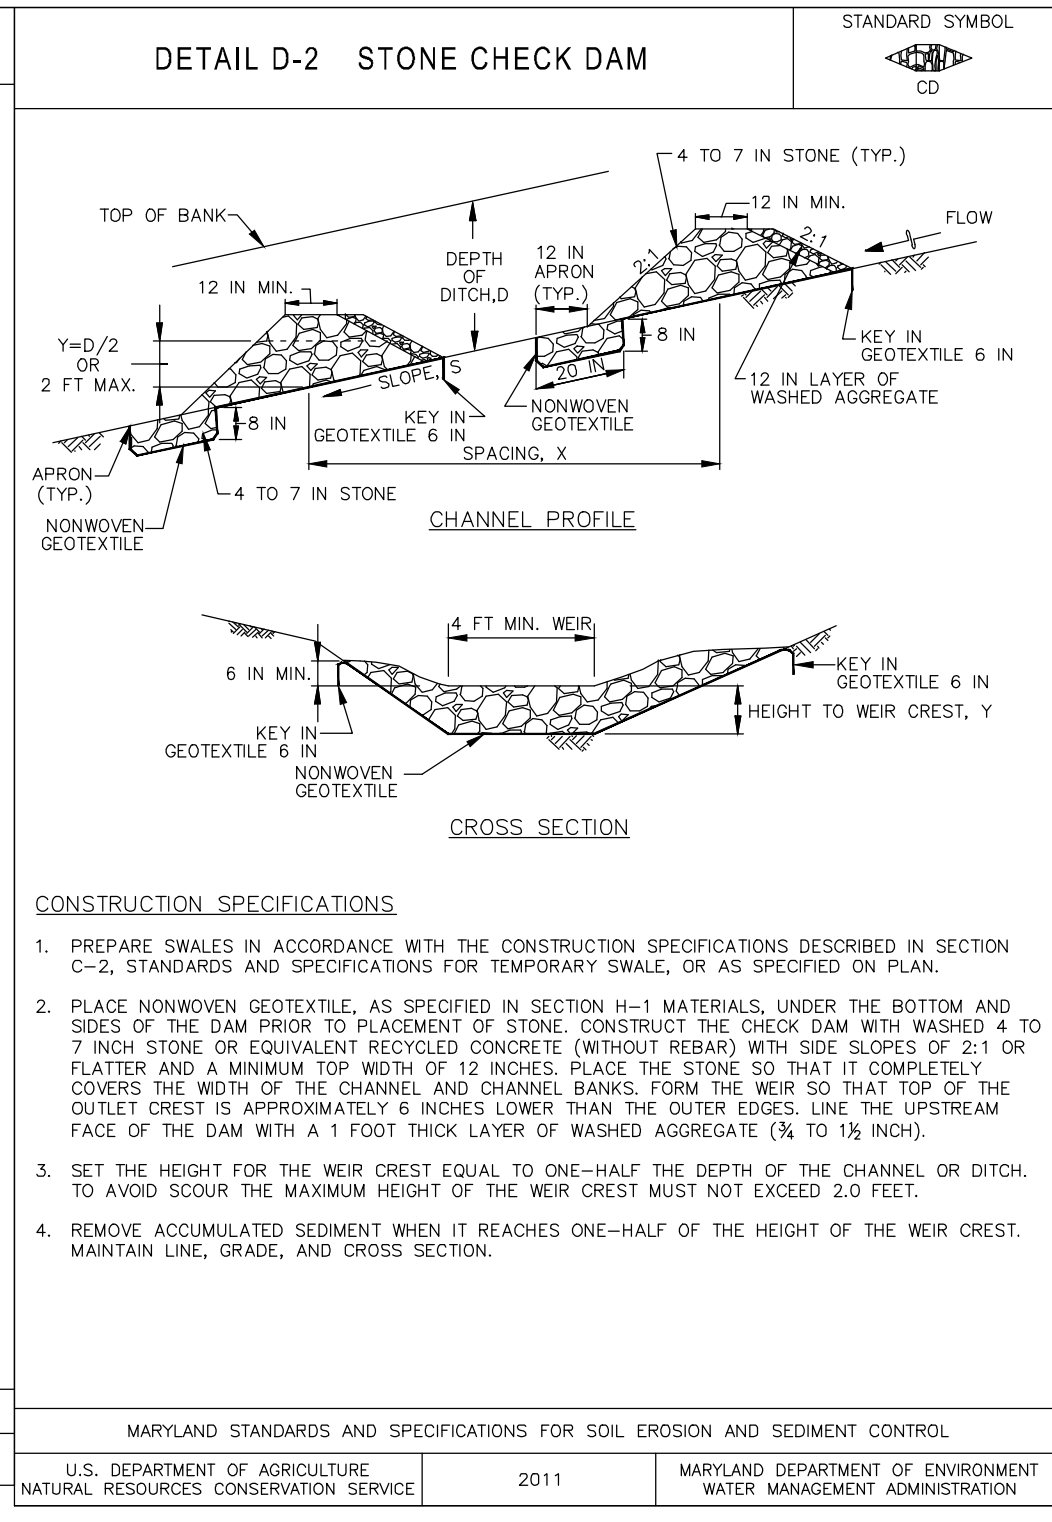 DETAIL D-2 STONE CHECK DAM
STANDARD SYMBOL
CD
4 TO 7 IN STONE (TYP.)
TOP OF BANK
12 IN MIN.
FLOW
2:1
2:1
DEPTH
OF
DITCH,D
12 IN
APRON
(TYP.)
12 IN MIN.
Y=D/2
OR
2 FT MAX.
8 IN
KEY IN
GEOTEXTILE 6 IN
SLOPE, S
20 IN
12 IN LAYER OF
WASHED AGGREGATE
NONWOVEN
GEOTEXTILE
8 IN
KEY IN
GEOTEXTILE 6 IN
SPACING, X
APRON
(TYP.)
4 TO 7 IN STONE
NONWOVEN
GEOTEXTILE
CHANNEL PROFILE
4 FT MIN. WEIR
6 IN MIN.
KEY IN
GEOTEXTILE 6 IN
HEIGHT TO WEIR CREST, Y
KEY IN
GEOTEXTILE 6 IN
NONWOVEN
GEOTEXTILE
CROSS SECTION
CONSTRUCTION SPECIFICATIONS
1. PREPARE SWALES IN ACCORDANCE WITH THE CONSTRUCTION SPECIFICATIONS DESCRIBED IN SECTION
C-2, STANDARDS AND SPECIFICATIONS FOR TEMPORARY SWALE, OR AS SPECIFIED ON PLAN.
2. PLACE NONWOVEN GEOTEXTILE, AS SPECIFIED IN SECTION H-1 MATERIALS, UNDER THE BOTTOM AND
SIDES OF THE DAM PRIOR TO PLACEMENT OF STONE. CONSTRUCT THE CHECK DAM WITH WASHED 4 TO
7 INCH STONE OR EQUIVALENT RECYCLED CONCRETE (WITHOUT REBAR) WITH SIDE SLOPES OF 2:1 OR
FLATTER AND A MINIMUM TOP WIDTH OF 12 INCHES. PLACE THE STONE SO THAT IT COMPLETELY
COVERS THE WIDTH OF THE CHANNEL AND CHANNEL BANKS. FORM THE WEIR SO THAT TOP OF THE
OUTLET CREST IS APPROXIMATELY 6 INCHES LOWER THAN THE OUTER EDGES. LINE THE UPSTREAM
FACE OF THE DAM WITH A 1 FOOT THICK LAYER OF WASHED AGGREGATE (¾ TO 1½ INCH).
3. SET THE HEIGHT FOR THE WEIR CREST EQUAL TO ONE-HALF THE DEPTH OF THE CHANNEL OR DITCH.
TO AVOID SCOUR THE MAXIMUM HEIGHT OF THE WEIR CREST MUST NOT EXCEED 2.0 FEET.
4. REMOVE ACCUMULATED SEDIMENT WHEN IT REACHES ONE-HALF OF THE HEIGHT OF THE WEIR CREST.
MAINTAIN LINE, GRADE, AND CROSS SECTION.
MARYLAND STANDARDS AND SPECIFICATIONS FOR SOIL EROSION AND SEDIMENT CONTROL
U.S. DEPARTMENT OF AGRICULTURE
NATURAL RESOURCES CONSERVATION SERVICE
2011
MARYLAND DEPARTMENT OF ENVIRONMENT
WATER MANAGEMENT ADMINISTRATION